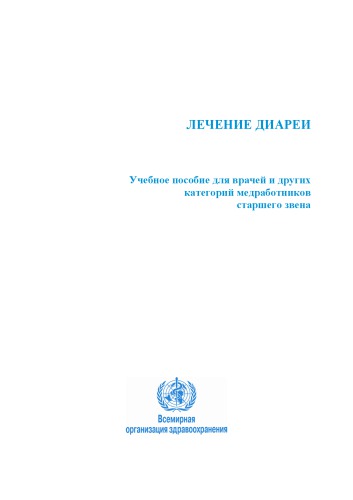 ЛЕЧЕНИЕ ДИАРЕИ
Учебное пособие для врачей и других
категорий медработников
старшего звена
Всемирная
организация здравоохранения